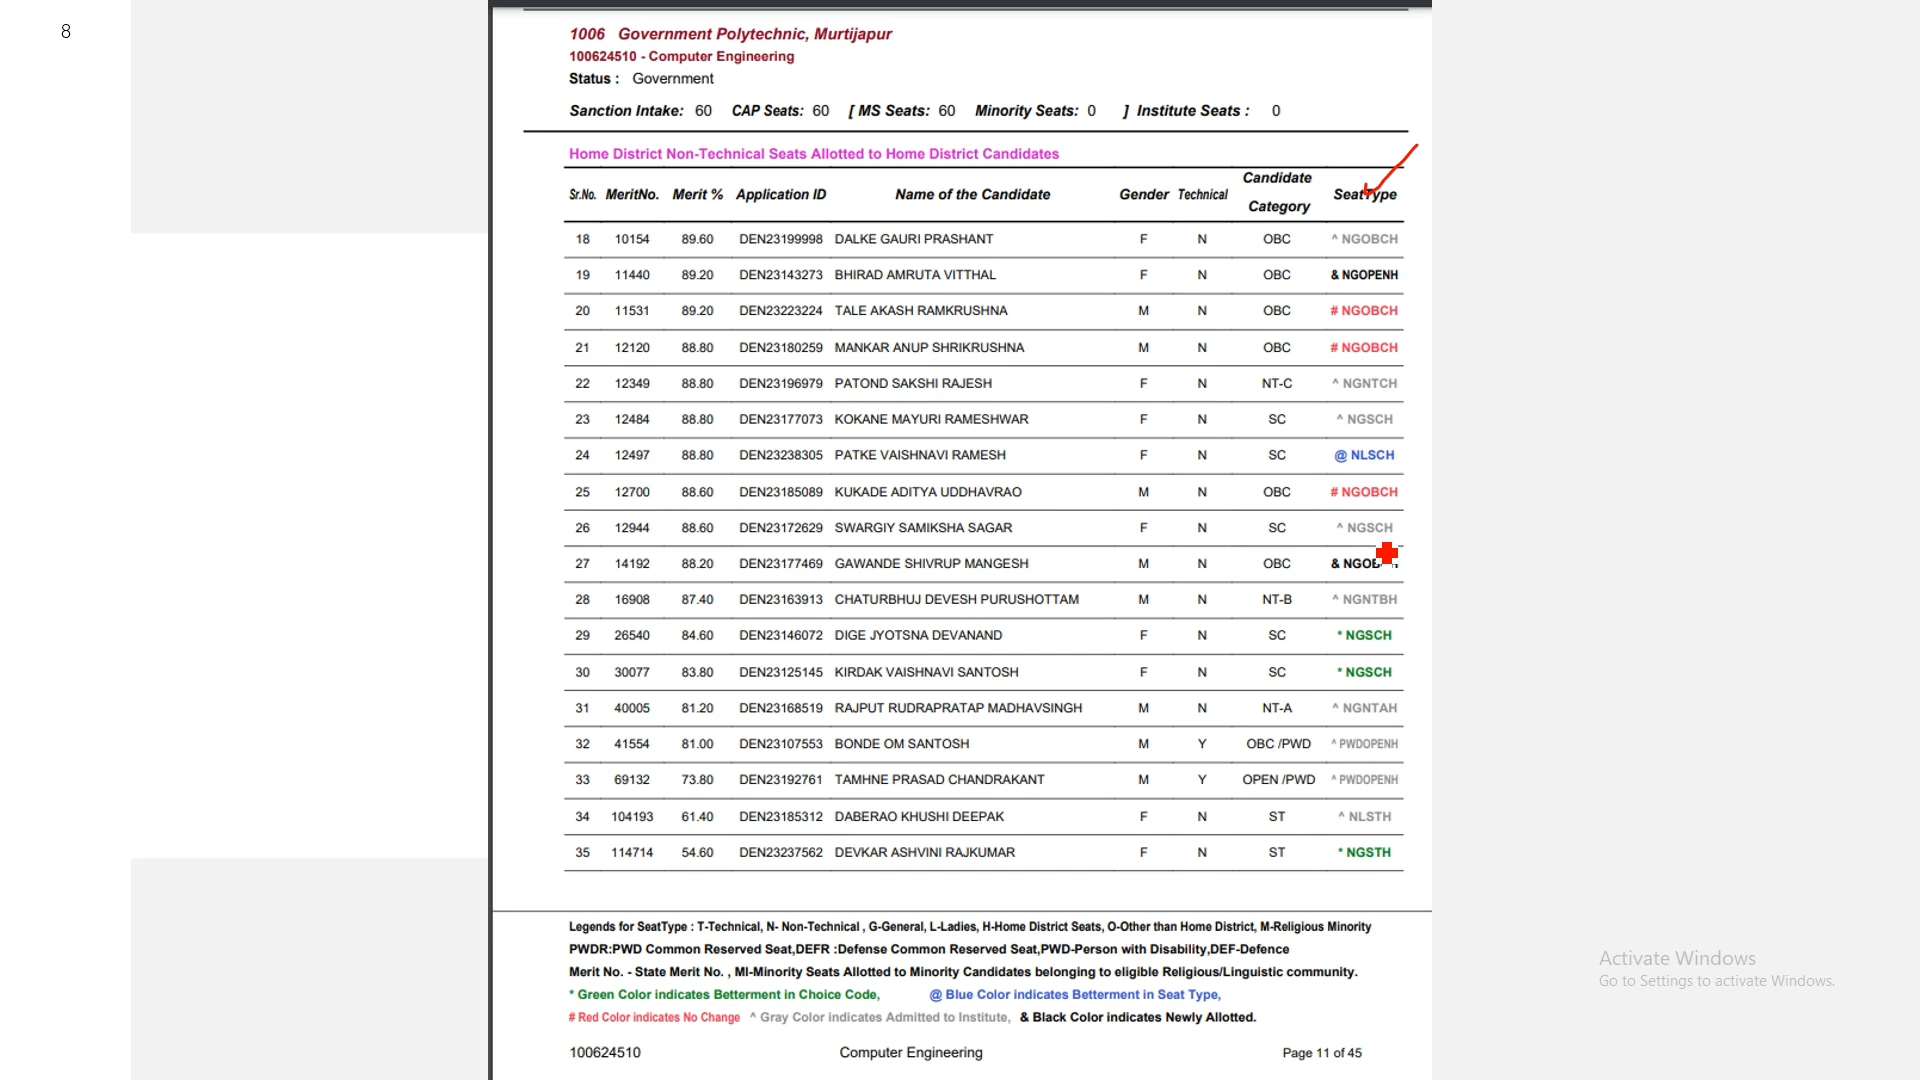 8
1006 Government Polytechnic, Murtijapur
100624510 - Computer Engineering
Status : Government
Sanction Intake: 60 CAP Seats: 60 [ MS Seats: 60 Minority Seats: 0 ] Institute Seats : 0
Home District Non-Technical Seats Allotted to Home District Candidates
Sr.No. MeritNo. Merit % Application ID Name of the Candidate Gender Technical Candidate Category SeatType
18 10154 89.60 DEN23199998 DALKE GAURI PRASHANT F N OBC ^ NGOBCH
19 11440 89.20 DEN23143273 BHIRAD AMRUTA VITTHAL F N OBC & NGOPENH
20 11531 89.20 DEN23223224 TALE AKASH RAMKRUSHNA M N OBC # NGOBCH
21 12120 88.80 DEN23180259 MANKAR ANUP SHRIKRUSHNA M N OBC # NGOBCH
22 12349 88.80 DEN23196979 PATOND SAKSHI RAJESH F N NT-C ^ NGNTCH
23 12484 88.80 DEN23177073 KOKANE MAYURI RAMESHWAR F N SC ^ NGSCH
24 12497 88.80 DEN23238305 PATKE VAISHNAVI RAMESH F N SC @ NLSCH
25 12700 88.60 DEN23185089 KUKADE ADITYA UDDHAVRAO M N OBC # NGOBCH
26 12944 88.60 DEN23172629 SWARGIY SAMIKSHA SAGAR F N SC ^ NGSCH
27 14192 88.20 DEN23177469 GAWANDE SHIVRUP MANGESH M N OBC &
28 16908 87.40 DEN23163913 CHATURBHUJ DEVESH PURUSHOTTAM M N NT-B ^ NGNTBH
29 26540 84.60 DEN23146072 DIGE JYOTSNA DEVANAND F N SC * NGSCH
30 30077 83.80 DEN23125145 KIRDAK VAISHNAVI SANTOSH F N SC * NGSCH
31 40005 81.20 DEN23168519 RAJPUT RUDRAPRATAP MADHAVSINGH M N NT-A ^ NGNTAH
32 41554 81.00 DEN23107553 BONDE OM SANTOSH M Y OBC /PWD ^ PWDOPENH
33 69132 73.80 DEN23192761 TAMHNE PRASAD CHANDRAKANT M Y OPEN /PWD ^ PWDOPENH
34 104193 61.40 DEN23185312 DABERAO KHUSHI DEEPAK F N ST ^ NLSTH
35 114714 54.60 DEN23237562 DEVKAR ASHVINI RAJKUMAR F N ST * NGSTH
Legends for SeatType : T-Technical, N- Non-Technical , G-General, L-Ladies, H-Home District Seats, O-Other than Home District, M-Religious Minority
PWDR:PWD Common Reserved Seat,DEFR :Defense Common Reserved Seat,PWD-Person with Disability,DEF-Defence
Merit No. - State Merit No. , MI-Minority Seats Allotted to Minority Candidates belonging to eligible Religious/Linguistic community.
* Green Color indicates Betterment in Choice Code, @ Blue Color indicates Betterment in Seat Type,
# Red Color indicates No Change ^ Gray Color indicates Admitted to Institute, & Black Color indicates Newly Allotted.
100624510 Computer Engineering Page 11 of 45
Activate Windows
Go to Settings to activate Windows.